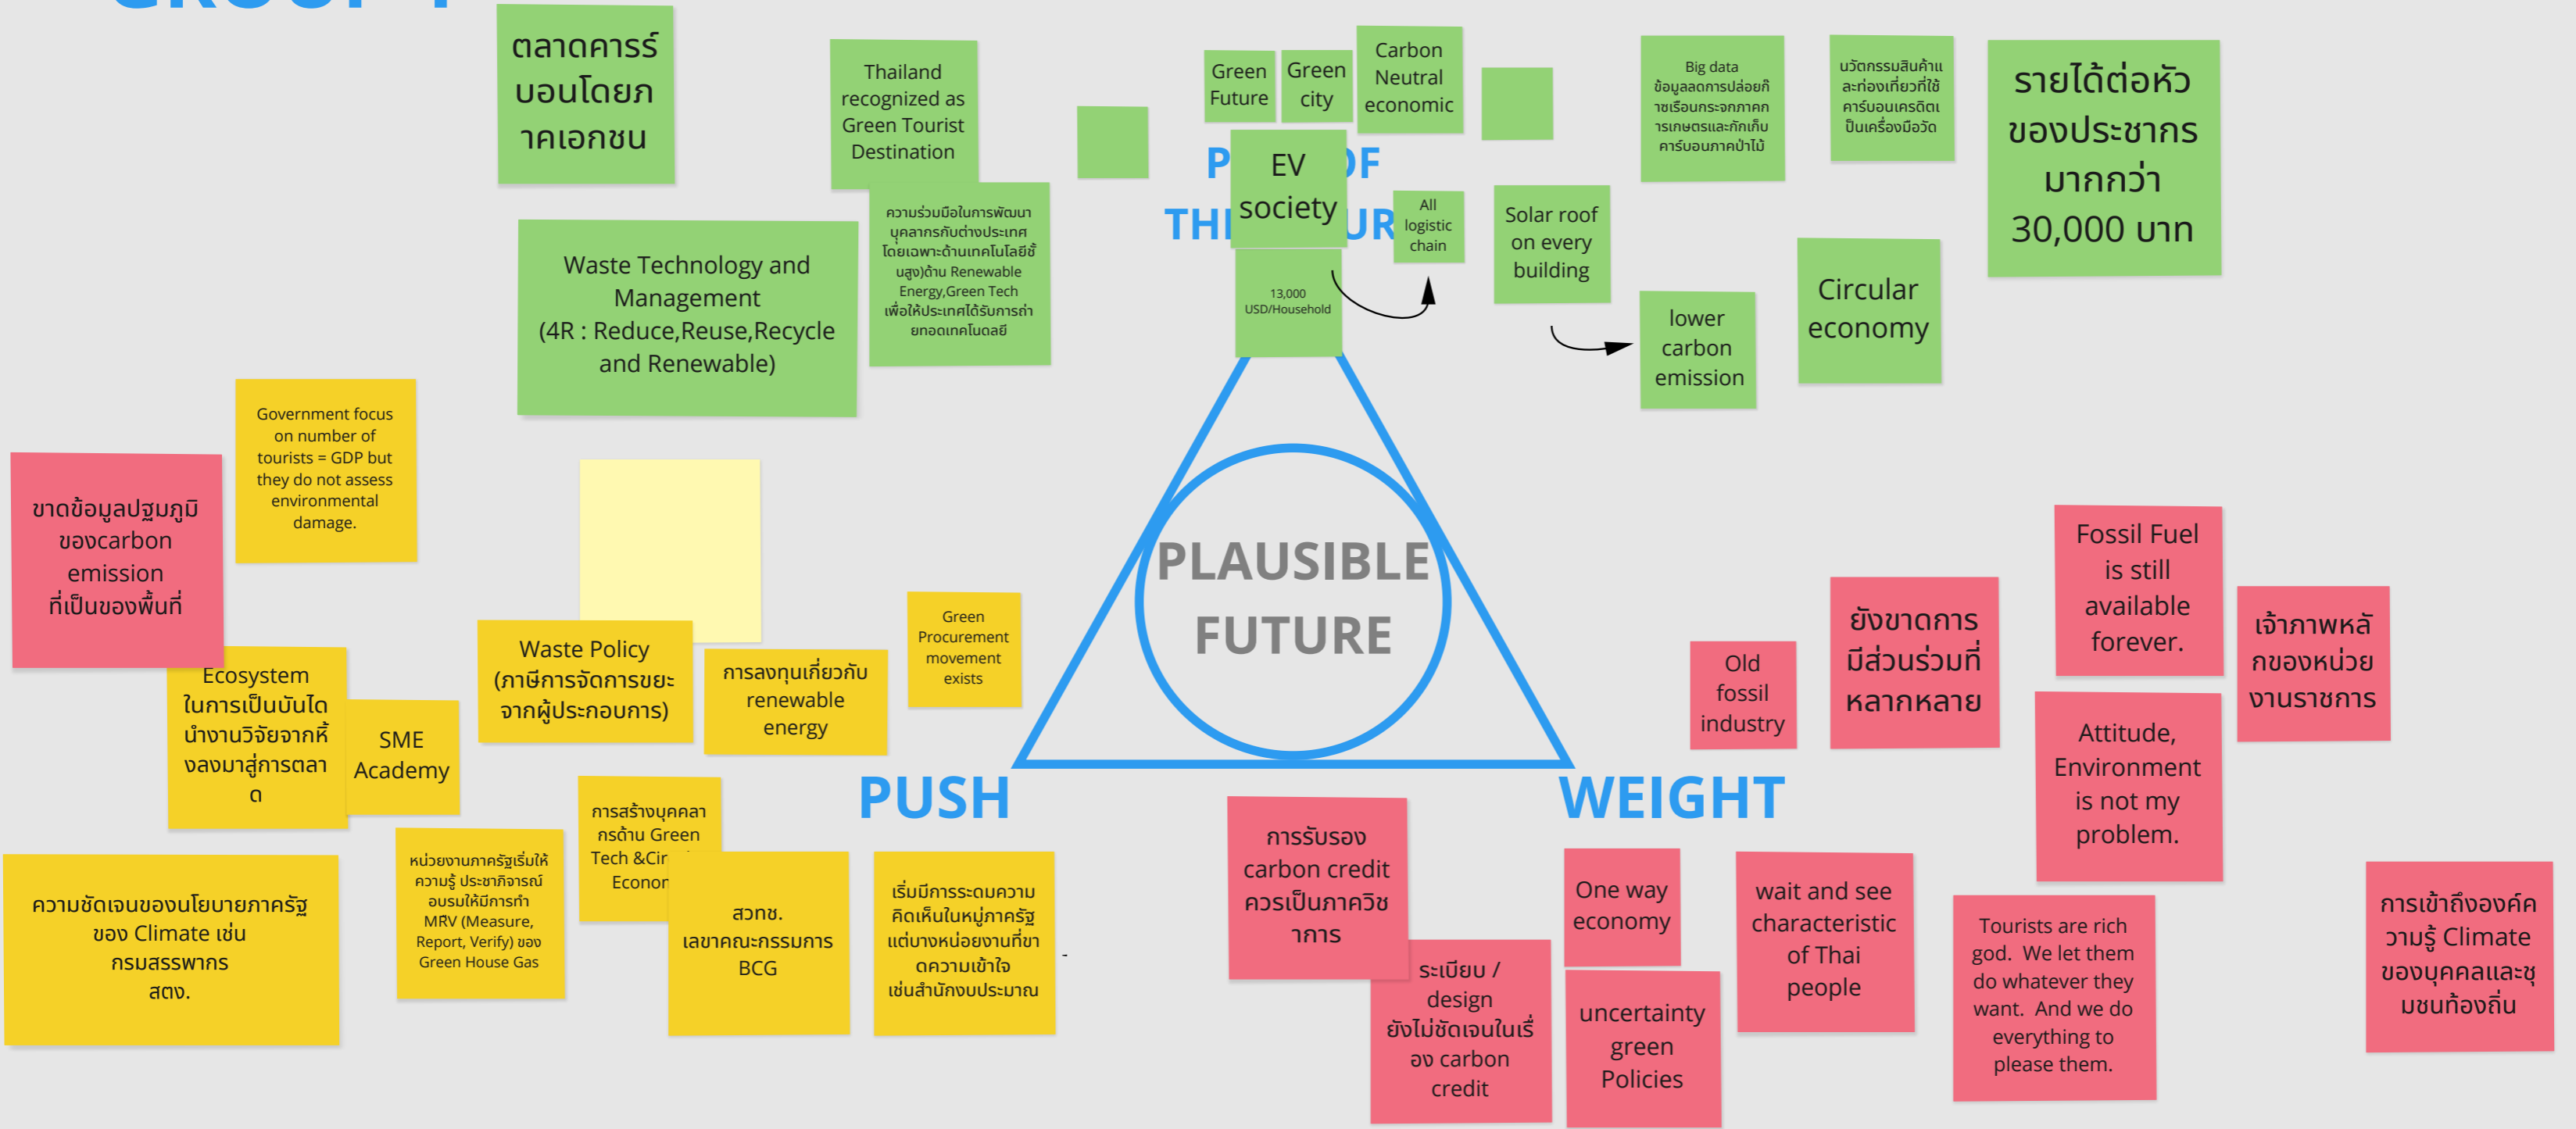 ตลาดคารร์
บอนโดยภ
าคเอกชน
Thailand
recognized as
Green Tourist
Destination
Green
Future
Green
city
Carbon
Neutral
economic
EV
society
13,000
USD/Household
All
logistic
chain
Solar roof
on every
building
lower
carbon
emission
Big data
ข้อมูลลดการปล่อยก๊
าซเรือนกระจกภาคก
ารเกษตรและกักเก็บ
คาร์บอนภาคป่าไม้
นวัตกรรมสินค้าแ
ละท่องเที่ยวที่ใช้
คาร์บอนเครดิตเ
ป็นเครื่องมือวัด
รายได้ต่อหัว
ของประชากร
มากกว่า
30,000 บาท
Circular
economy
Waste Technology and
Management
(4R : Reduce,Reuse,Recycle
and Renewable)
ความร่วมมือในการพัฒนา
บุคลากรกับต่างประเทศ
โดยเฉพาะด้านเทคโนโลยีชั้
นสูง)ด้าน Renewable
Energy,Green Tech
เพื่อให้ประเทศได้รับการถ่า
ยทอดเทคโนดลยี
Government focus
on number of
tourists = GDP but
they do not assess
environmental
damage.
ขาดข้อมูลปฐมภูมิ
ของcarbon
emission
ที่เป็นของพื้นที่
Ecosystem
ในการเป็นบันได
นำงานวิจัยจากหิ้
งลงมาสู่การตลา
ด
SME
Academy
Waste Policy
(ภาษีการจัดการขยะ
จากผู้ประกอบการ)
การลงทุนเกี่ยวกับ
renewable
energy
Green
Procurement
movement
exists
PLAUSIBLE
FUTURE
PUSH
WEIGHT
ความชัดเจนของนโยบายภาครัฐ
ของ Climate เช่น
กรมสรรพากร
สตง.
หน่วยงานภาครัฐเริ่มให้
ความรู้ ประชาภิจารณ์
อบรมให้มีการทำ
MRV (Measure,
Report, Verify) ของ
Green House Gas
การสร้างบุคคลา
กรด้าน Green
Tech &Cir
Econor
สวทช.
เลขาคณะกรรมการ
BCG
เริ่มมีการระดมความ
คิดเห็นในหมู่ภาครัฐ
แต่บางหน่อยงานที่ขา
ดความเข้าใจ
เช่นสำนักงบประมาณ
-
Old
fossil
industry
ยังขาดการ
มีส่วนร่วมที่
หลากหลาย
Fossil Fuel
is still
available
forever.
เจ้าภาพหลั
กของหน่วย
งานราชการ
Attitude,
Environment
is not my
problem.
การรับรอง
carbon credit
ควรเป็นภาควิช
าการ
ระเบียบ /
design
ยังไม่ชัดเจนในเรื่
อง carbon
credit
One way
economy
uncertainty
green
Policies
wait and see
characteristic
of Thai
people
Tourists are rich
god. We let them
do whatever they
want. And we do
everything to
please them.
การเข้าถึงองค์ค
วามรู้ Climate
ของบุคคลและชุ
มชนท้องถิ่น